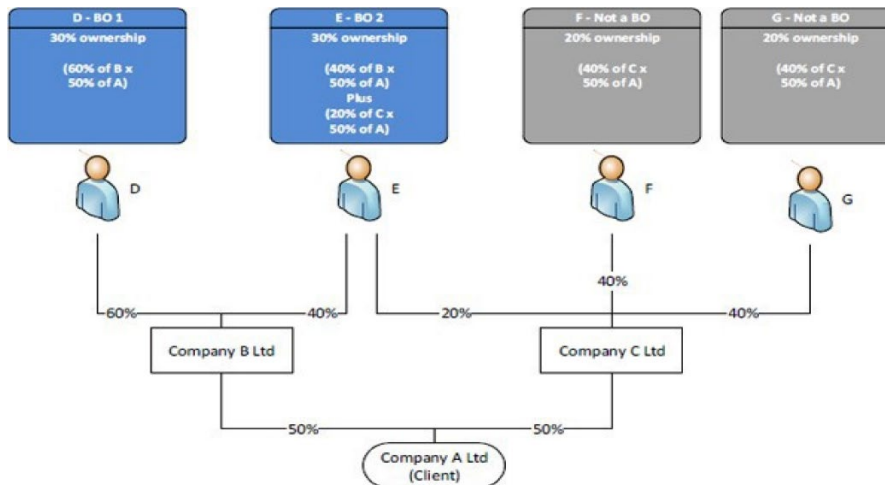 D - BO 1
30% ownership
(60% of B x
50% of A)
E - BO 2
30% ownership
(40% of B x
50% of A)
Plus
(20% of C x
50% of A)
F - Not a BO
20% ownership
(40% of C x
50% of A)
G - Not a BO
20% ownership
(40% of C x
50% of A)
D
E
F
G
60%
40%
20%
40%
40%
Company B Ltd
Company C Ltd
50%
50%
Company A Ltd
(Client)